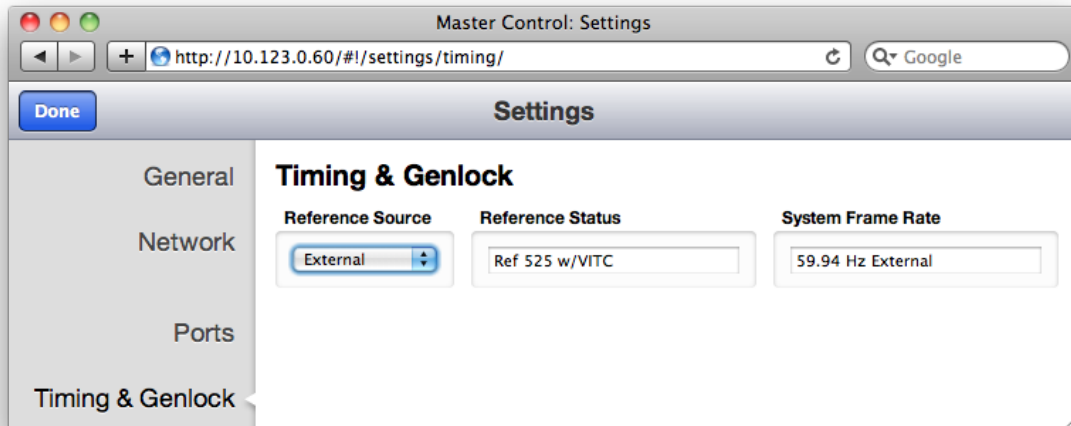 Master Control: Settings
http://10.123.0.60/#!/settings/timing/
Google
Done
Settings
General
Network
Ports
Timing & Genlock
Timing & Genlock
Reference Source
Reference Status
System Frame Rate
External
Ref 525 w/VITC
59.94 Hz External